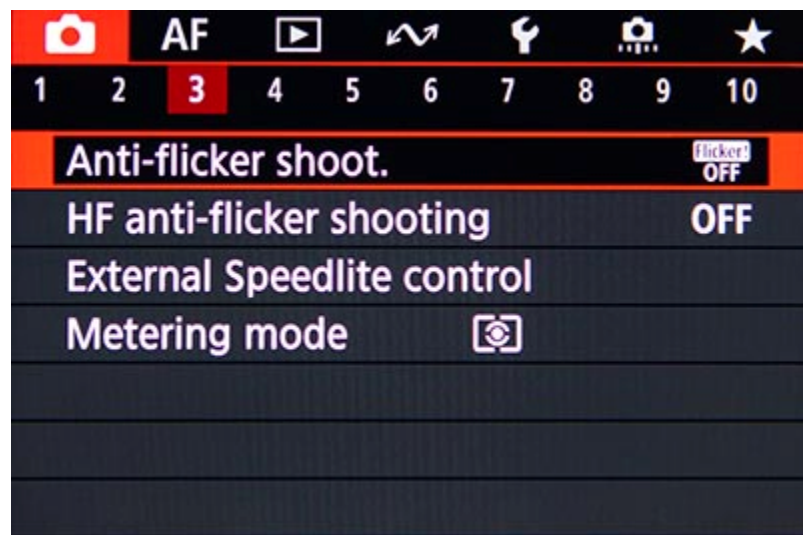 AF
1 2 3 4 5 6 7 8 9 10
Anti-flicker shoot. Flicker! OFF
HF anti-flicker shooting OFF
External Speedlite control
Metering mode